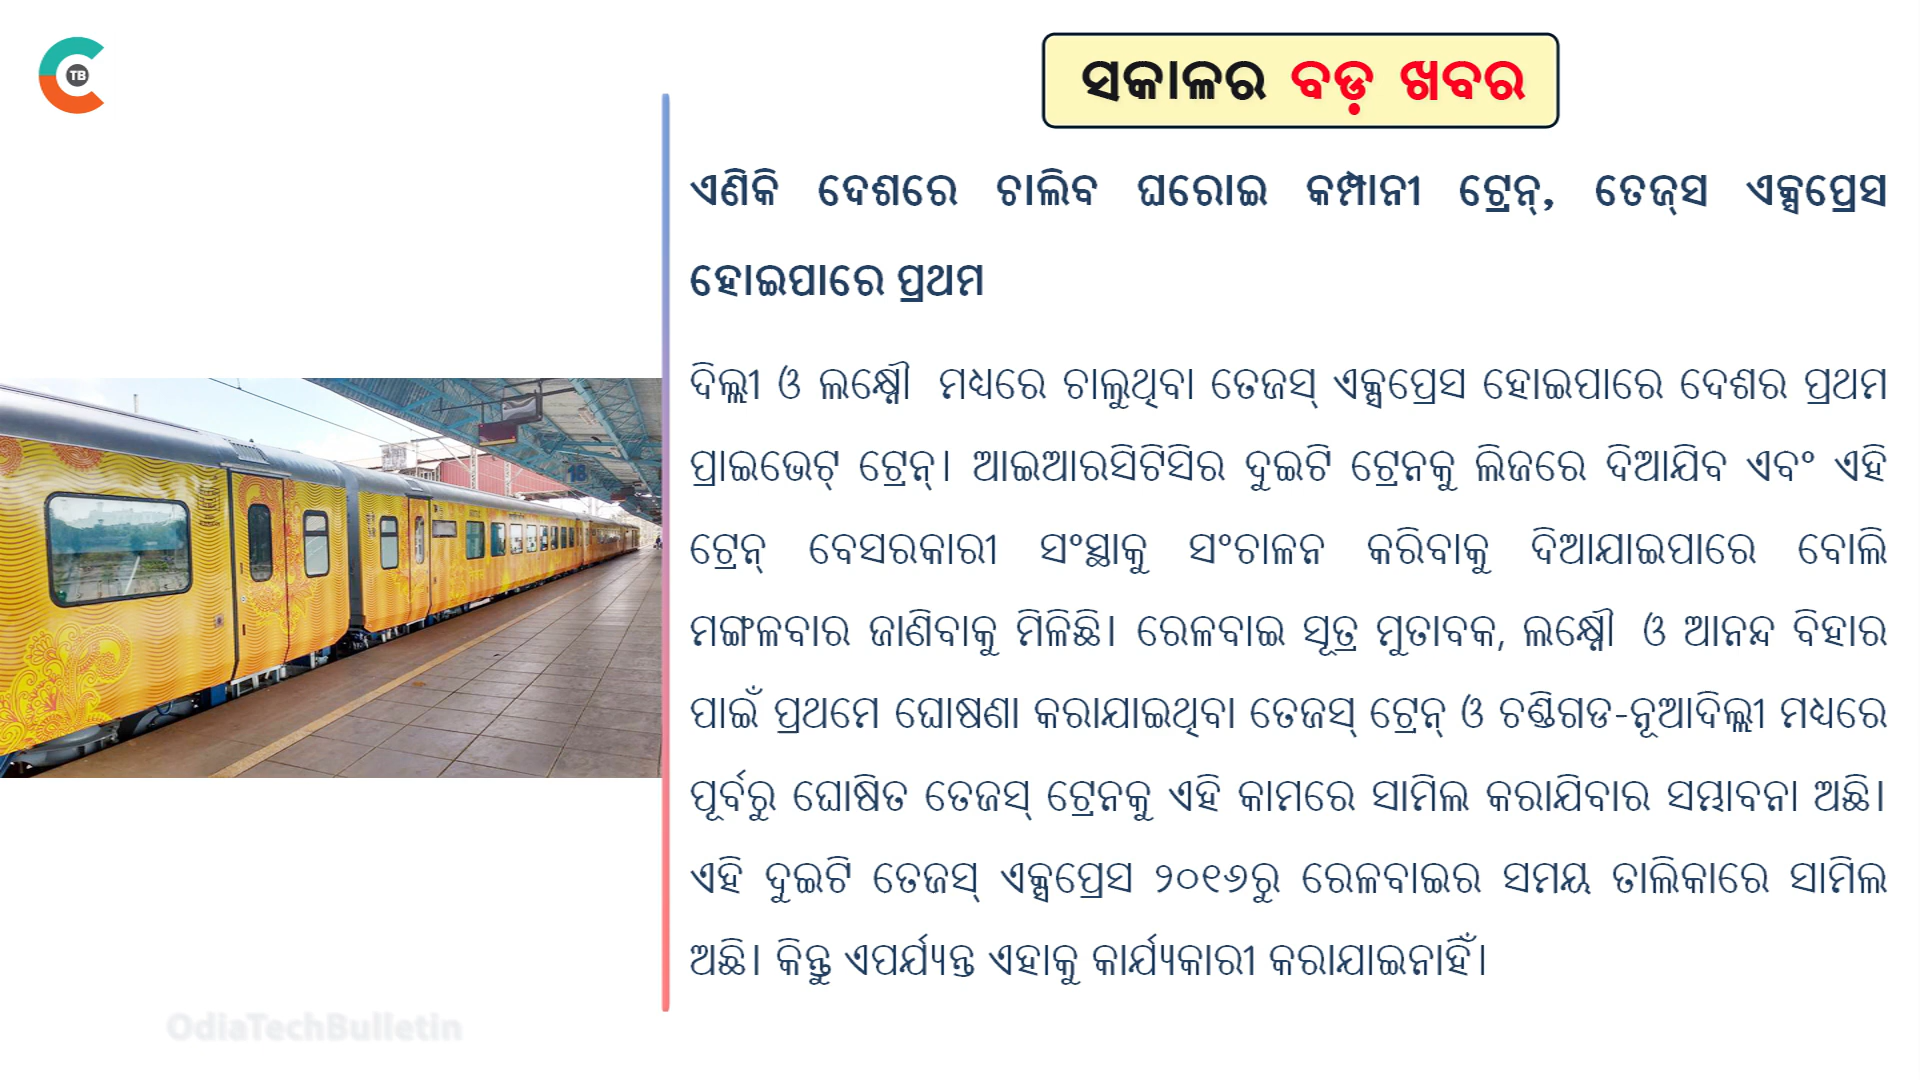 TB
ସକାଳର ବଡ଼ ଖବର
ଏଣିକି ଦେଶରେ ଚାଲିବ ଘରୋଇ କମ୍ପାନୀ ଟ୍ରେନ୍, ତେଜ୍‌ସ ଏକ୍ସପ୍ରେସ
ହୋଇପାରେ ପ୍ରଥମ
ଦିଲ୍ଲୀ ଓ ଲକ୍ଷ୍ନୌ ମଧ୍ୟରେ ଚାଲୁଥିବା ତେଜସ୍ ଏକ୍ସପ୍ରେସ ହୋଇପାରେ ଦେଶର ପ୍ରଥମ
ପ୍ରାଇଭେଟ୍ ଟ୍ରେନ୍। ଆଇଆରସିଟିସିର ଦୁଇଟି ଟ୍ରେନକୁ ଲିଜରେ ଦିଆଯିବ ଏବଂ ଏହି
ଟ୍ରେନ୍ ବେସରକାରୀ ସଂସ୍ଥାକୁ ସଂଚାଳନ କରିବାକୁ ଦିଆଯାଇପାରେ ବୋଲି
ମଙ୍ଗଳବାର ଜାଣିବାକୁ ମିଳିଛି। ରେଳବାଇ ସୂତ୍ର ମୁତାବକ, ଲକ୍ଷ୍ନୌ ଓ ଆନନ୍ଦ ବିହାର
ପାଇଁ ପ୍ରଥମେ ଘୋଷଣା କରାଯାଇଥିବା ତେଜସ୍ ଟ୍ରେନ୍ ଓ ଚଣ୍ଡିଗଡ-ନୂଆଦିଲ୍ଲୀ ମଧ୍ୟରେ
ପୂର୍ବରୁ ଘୋଷିତ ତେଜସ୍ ଟ୍ରେନକୁ ଏହି କାମରେ ସାମିଲ କରାଯିବାର ସମ୍ଭାବନା ଅଛି।
ଏହି ଦୁଇଟି ତେଜସ୍ ଏକ୍ସପ୍ରେସ ୨୦୧୬ରୁ ରେଳବାଇର ସମୟ ତାଲିକାରେ ସାମିଲ
ଅଛି। କିନ୍ତୁ ଏପର୍ଯ୍ୟନ୍ତ ଏହାକୁ କାର୍ଯ୍ୟକାରୀ କରାଯାଇନାହିଁ।
18
OdiaTechBulletin